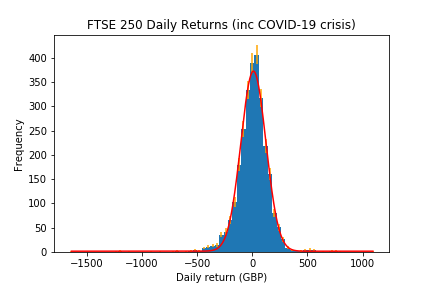 FTSE 250 Daily Returns (inc COVID-19 crisis)
400
350
300
250
200
150
100
50
0
Frequency
−1500 −1000 −500 0 500 1000
Daily return (GBP)